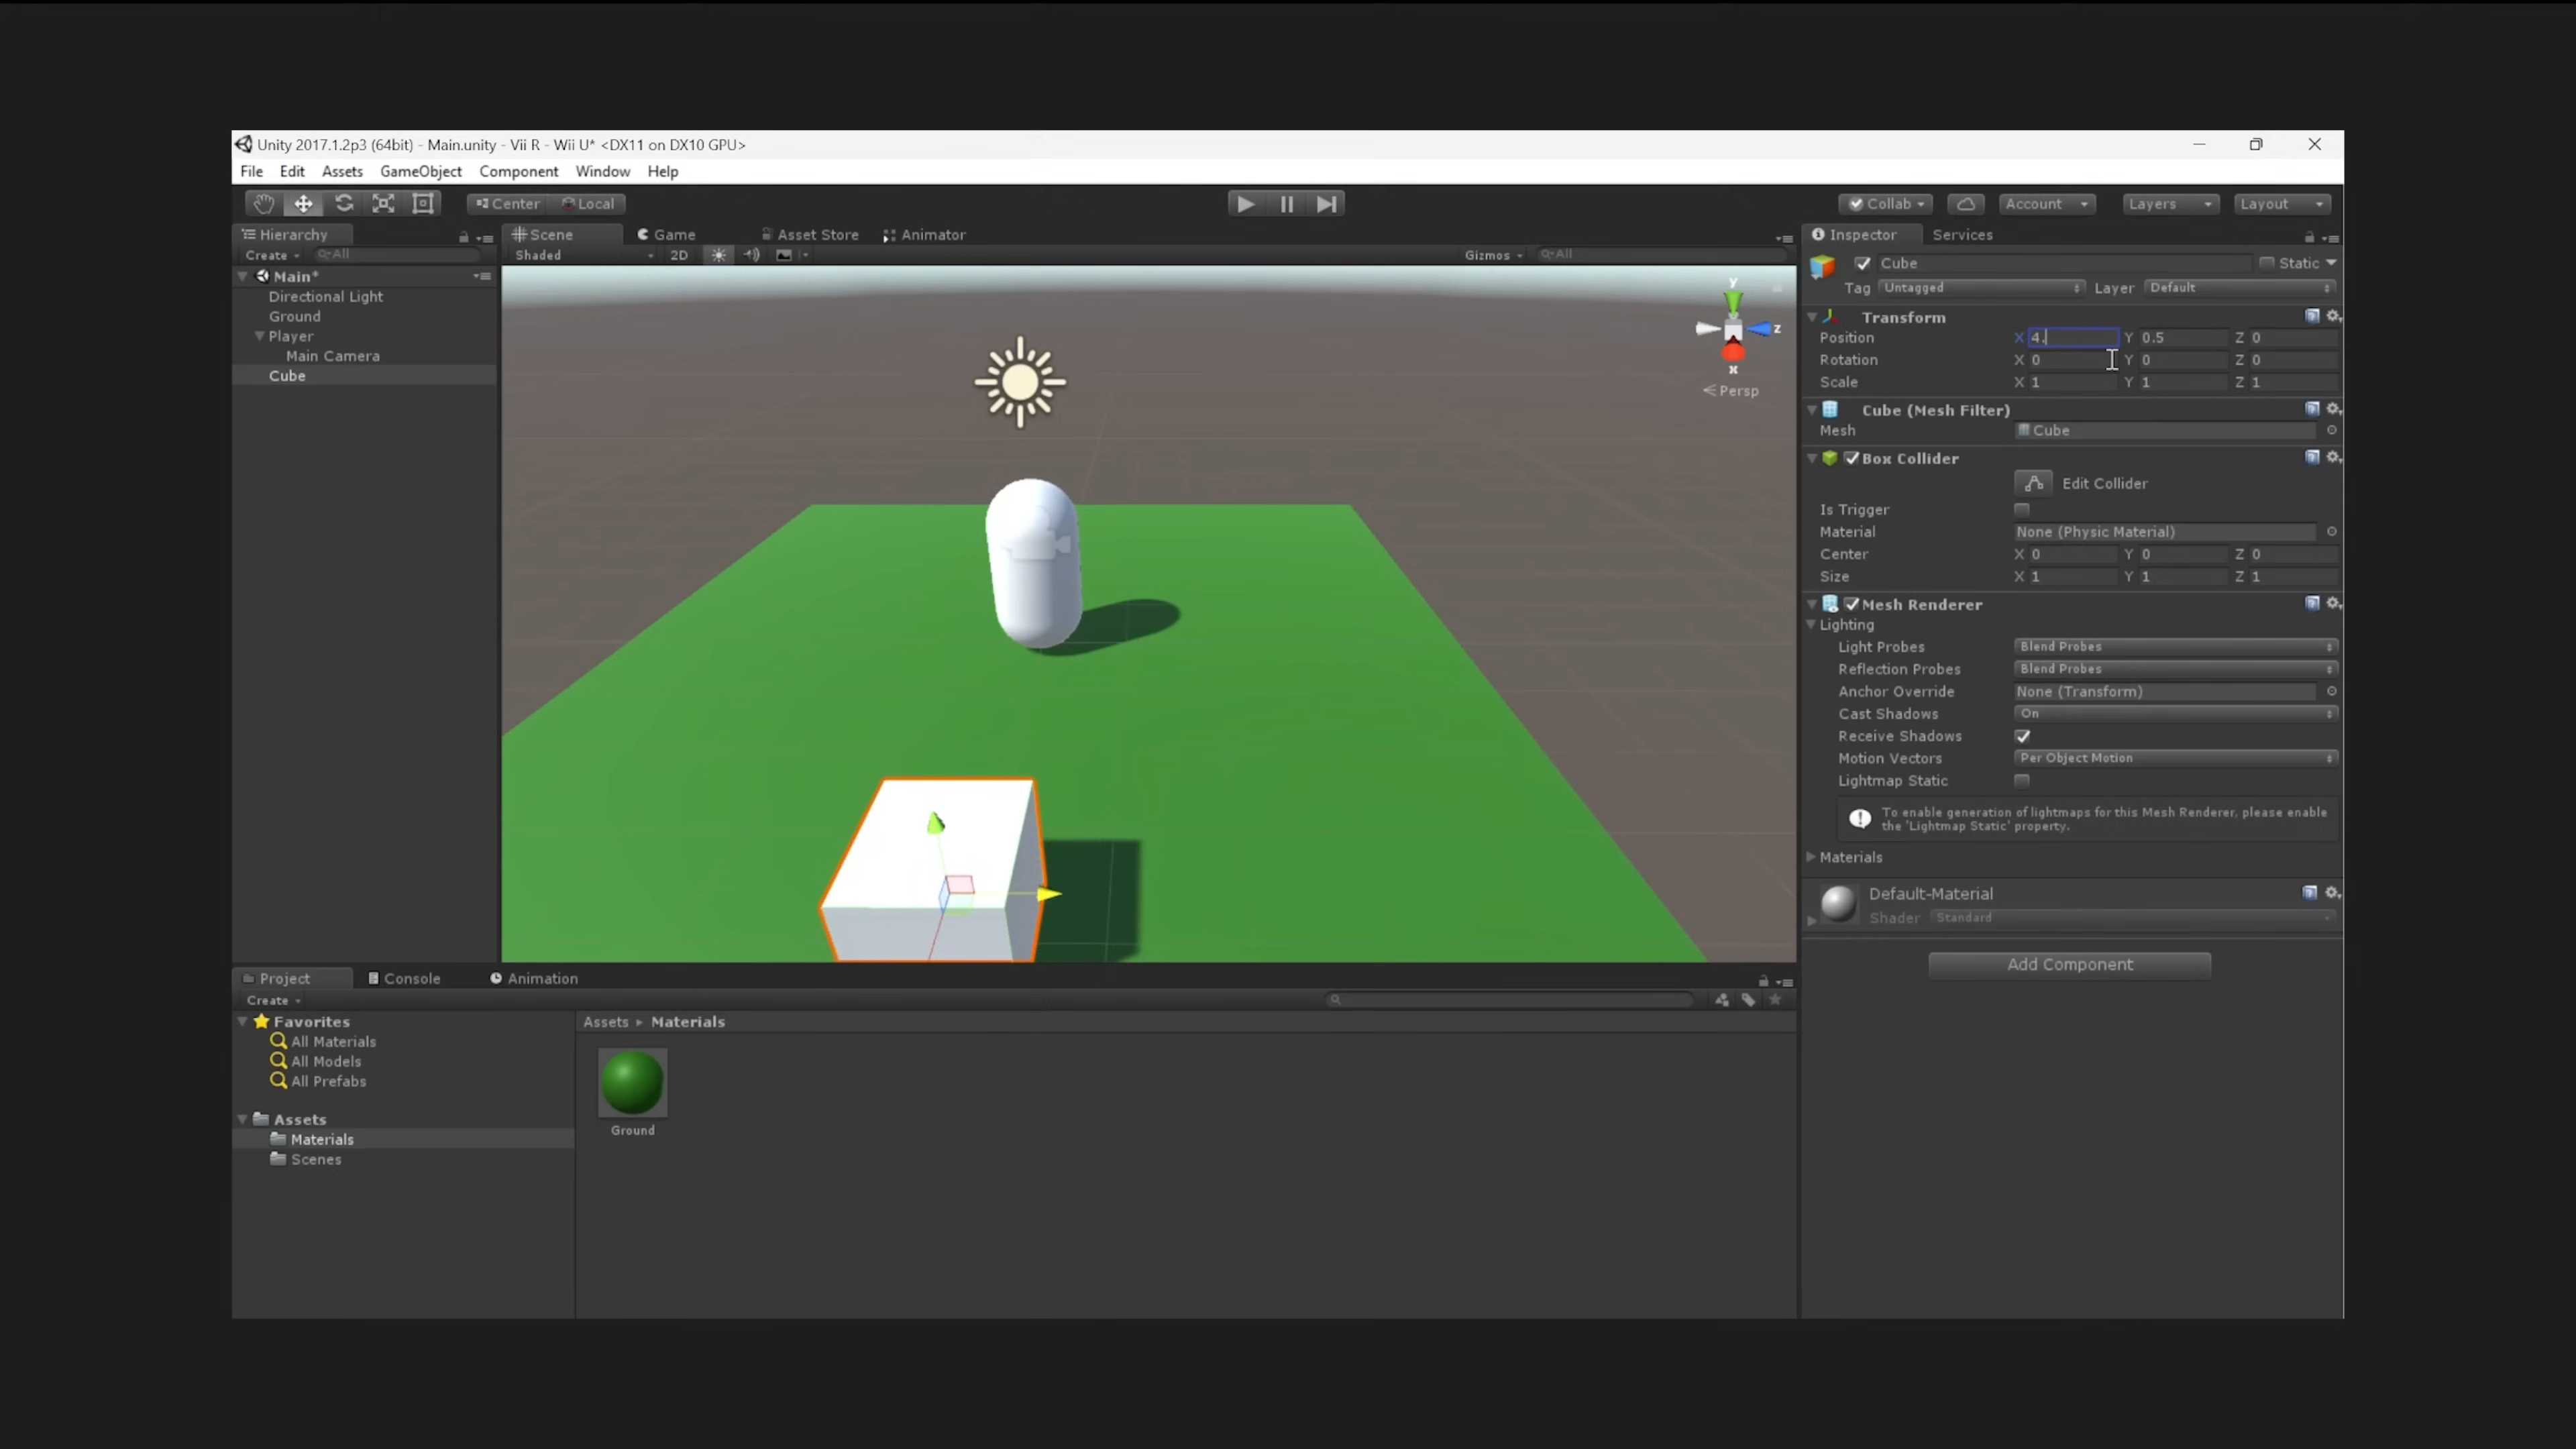 Unity 2017.1.2p3 (64bit) - Main.unity - Vii R - Wii U* <DX11 on DX10 GPU>
File Edit Assets GameObject Component Window Help
Center Local
Collab Account Layers Layout
Hierarchy
Create All
Main*
Directional Light
Ground
Player
Main Camera
Cube
Scene Game Asset Store Animator
Shaded 2D Gizmos All
y
z
x
Persp
Inspector Services
Cube Static
Tag Untagged Layer Default
Transform
Position X 4. Y 0.5 Z 0
Rotation X 0 Y 0 Z 0
Scale X 1 Y 1 Z 1
Cube (Mesh Filter)
Mesh Cube
Box Collider
Edit Collider
Is Trigger
Material None (Physic Material)
Center X 0 Y 0 Z 0
Size X 1 Y 1 Z 1
Mesh Renderer
Lighting
Light Probes Blend Probes
Reflection Probes Blend Probes
Anchor Override None (Transform)
Cast Shadows On
Receive Shadows
Motion Vectors Per Object Motion
Lightmap Static
To enable generation of lightmaps for this Mesh Renderer, please enable
the 'Lightmap Static' property.
Materials
Default-Material
Shader Standard
Add Component
Project Console Animation
Create
Favorites
All Materials
All Models
All Prefabs
Assets
Materials
Scenes
Assets Materials
Ground